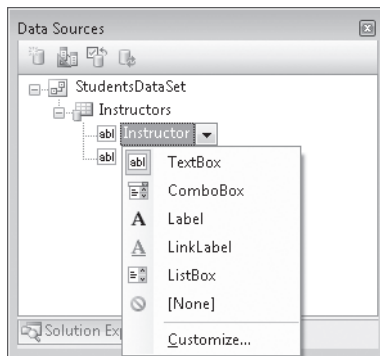 Data Sources
StudentsDataSet
Instructors
abl Instructor
abl
abl TextBox
ComboBox
A Label
A LinkLabel
ListBox
[None]
Solution Exp
Customize...